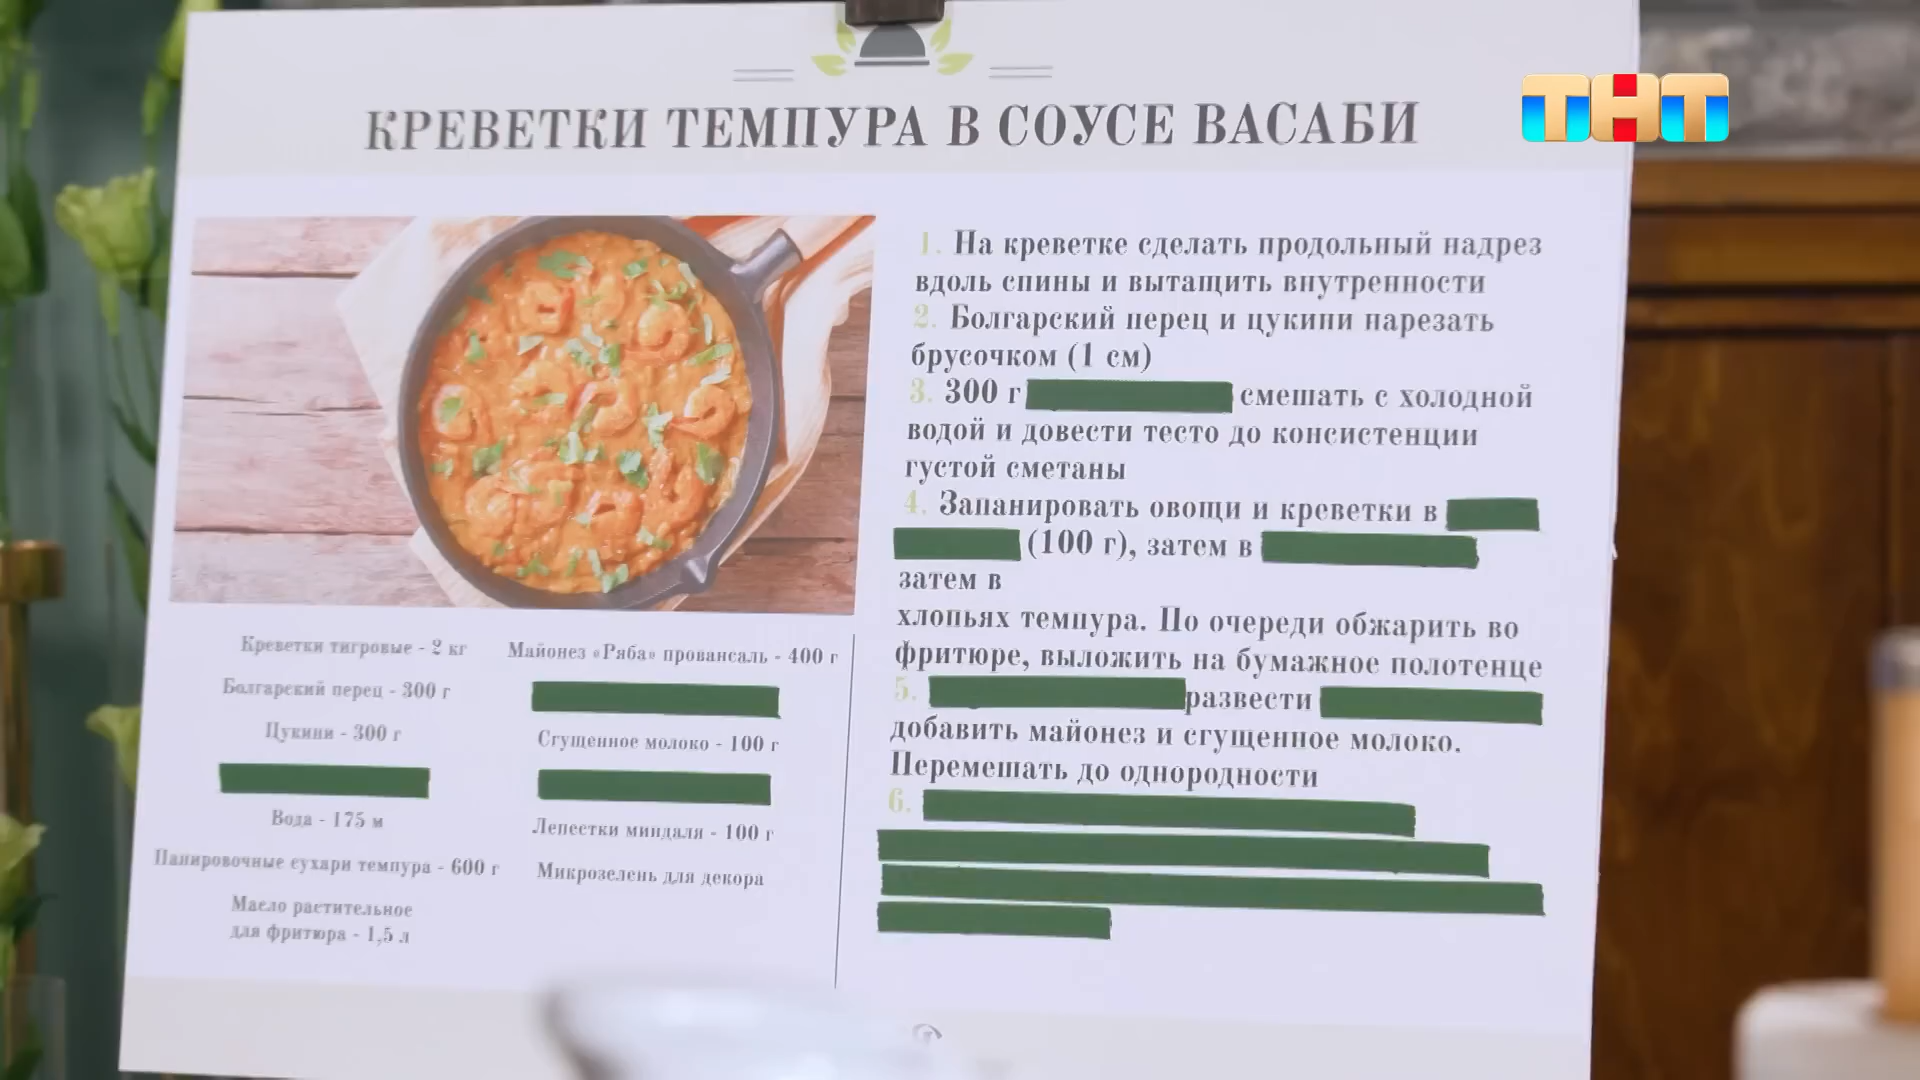 ТНТ
КРЕВЕТКИ ТЕМПУРА В СОУСЕ ВАСАБИ
Креветки тигровые - 2 кг
Болгарский перец - 300 г
Цукини - 300 г
Вода - 175 м
Панировочные сухари темпура - 600 г
Масло растительное
для фритюра - 1,5 л
Майонез «Ряба» провансаль - 400 г
Сгущенное молоко - 100 г
Лепестки миндаля - 100 г
Микрозелень для декора
1. На креветке сделать продольный надрез
вдоль спины и вытащить внутренности
2. Болгарский перец и цукини нарезать
брусочком (1 см)
3. 300 г смешать с холодной
водой и довести тесто до консистенции
густой сметаны
4. Запанировать овощи и креветки в
(100 г), затем в
затем в
хлопьях темпура. По очереди обжарить во
фритюре, выложить на бумажное полотенце
5. развести
добавить майонез и сгущенное молоко.
Перемешать до однородности
6.